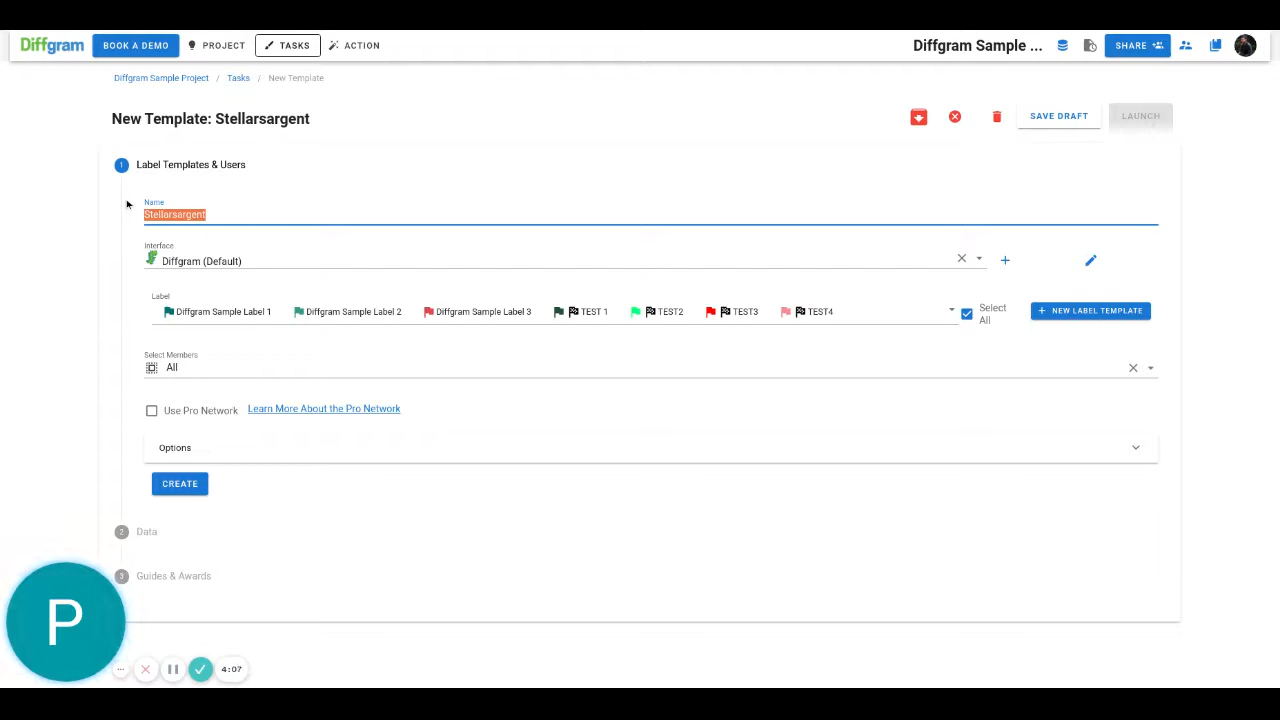 Diffgram BOOK A DEMO PROJECT TASKS ACTION Diffgram Sample ... SHARE
Diffgram Sample Project / Tasks / New Template
New Template: Stellarsargent SAVE DRAFT LAUNCH
1 Label Templates & Users
Name
Stellarsargent
Interface
Diffgram (Default)
Label
Diffgram Sample Label 1 Diffgram Sample Label 2 Diffgram Sample Label 3 TEST 1 TEST2 TEST3 TEST4 Select All + NEW LABEL TEMPLATE
Select Members
All
Use Pro Network Learn More About the Pro Network
Options
CREATE
2 Data
3 Guides & Awards
P
4:07